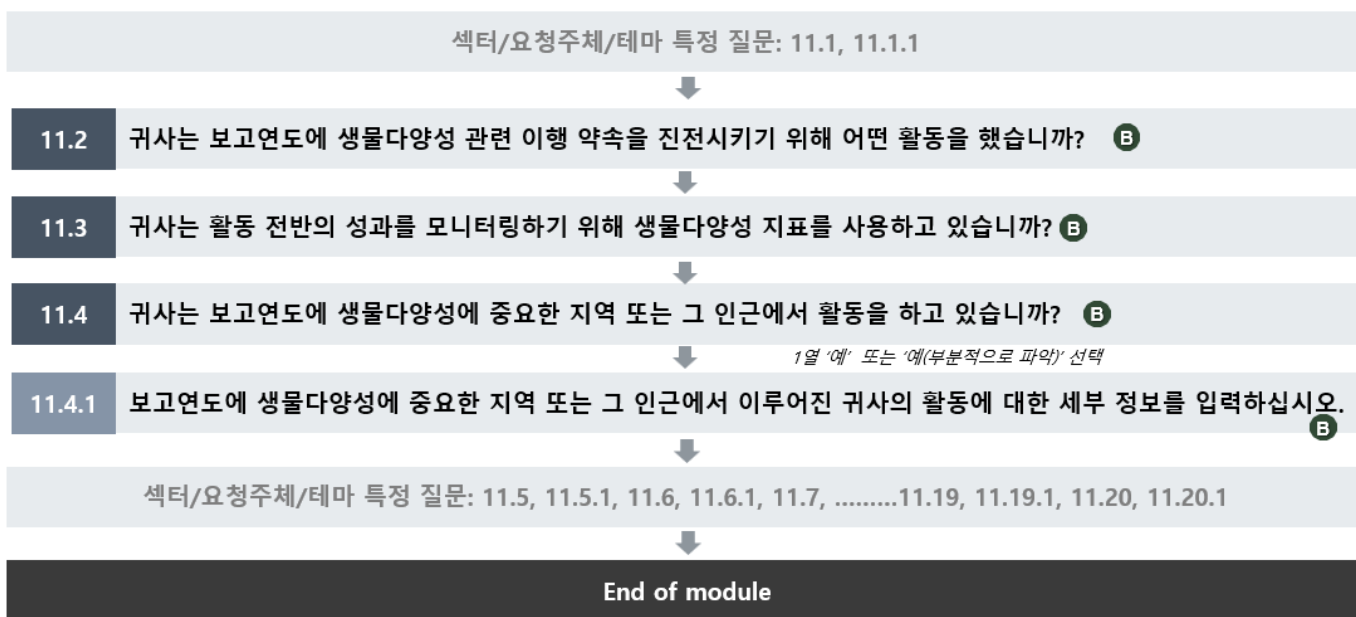 섹터/요청주체/테마 특정 질문: 11.1, 11.1.1
11.2 귀사는 보고연도에 생물다양성 관련 이행 약속을 진전시키기 위해 어떤 활동을 했습니까? B
11.3 귀사는 활동 전반의 성과를 모니터링하기 위해 생물다양성 지표를 사용하고 있습니까? B
11.4 귀사는 보고연도에 생물다양성에 중요한 지역 또는 그 인근에서 활동을 하고 있습니까? B
1열 ‘예’ 또는 ‘예(부분적으로 파악)’ 선택
11.4.1 보고연도에 생물다양성에 중요한 지역 또는 그 인근에서 이루어진 귀사의 활동에 대한 세부 정보를 입력하십시오.
B
섹터/요청주체/테마 특정 질문: 11.5, 11.5.1, 11.6, 11.6.1, 11.7, .........11.19, 11.19.1, 11.20, 11.20.1
End of module